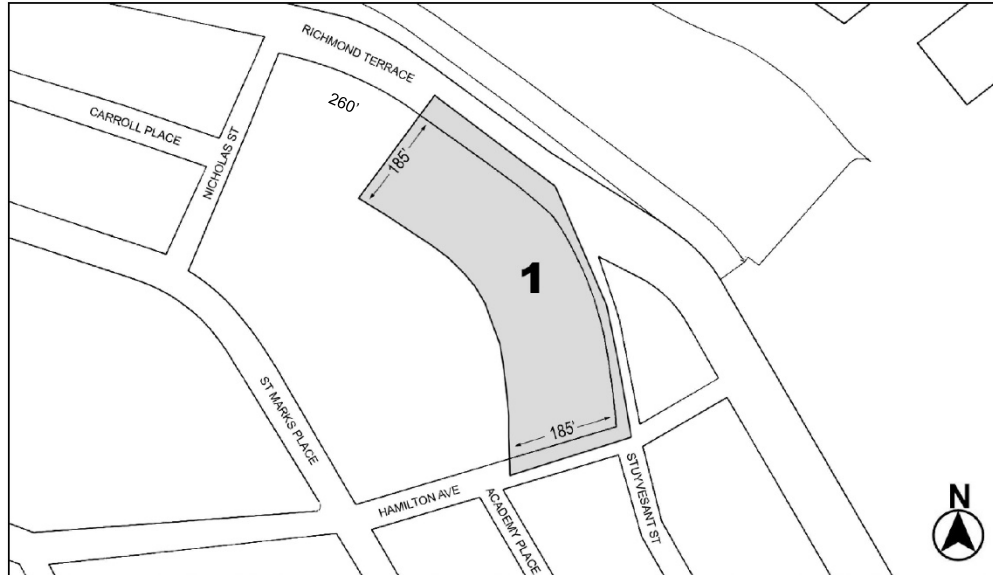 RICHMOND TERRACE
260'
CARROLL PLACE
NICHOLAS ST
185'
1
ST MARKS PLACE
185'
HAMILTON AVE
ACADEMY PLACE
STUYVESANT ST
N